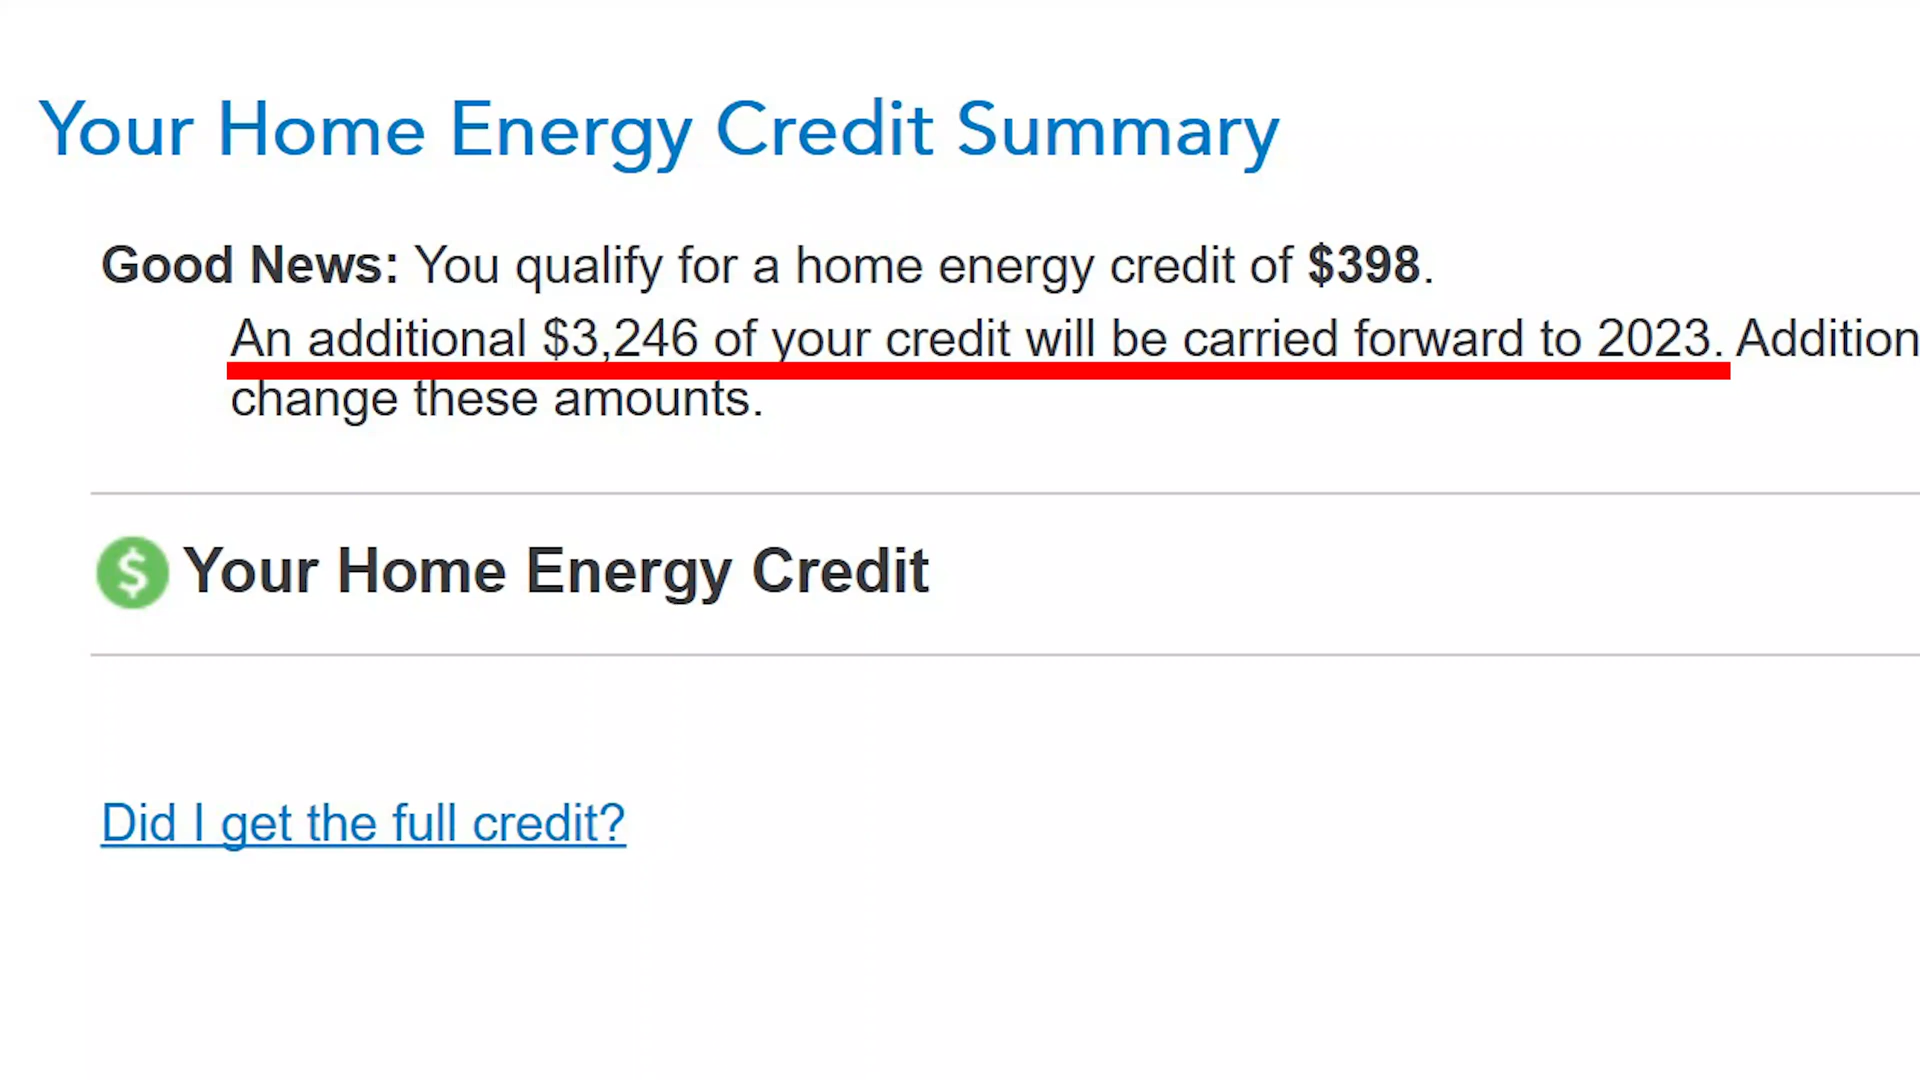 Your Home Energy Credit Summary
Good News: You qualify for a home energy credit of $398.
An additional $3,246 of your credit will be carried forward to 2023. Addition
change these amounts.
$ Your Home Energy Credit
Did I get the full credit?